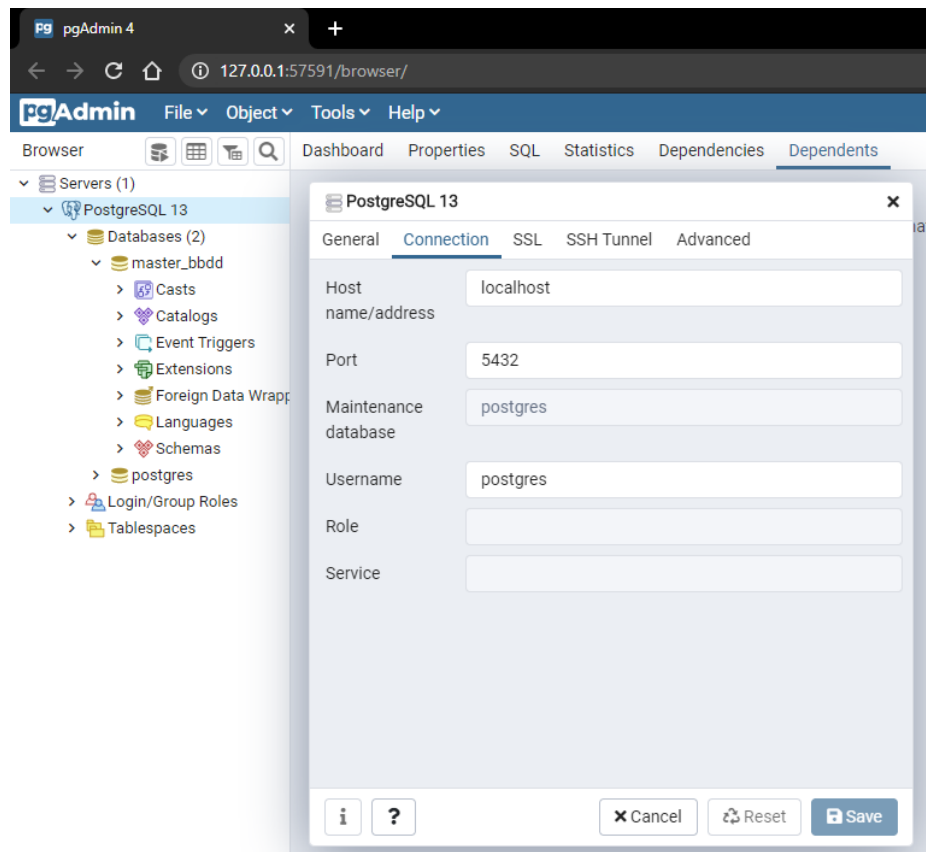 pgAdmin 4
127.0.0.1:57591/browser/
pgAdmin File Object Tools Help
Browser
Dashboard Properties SQL Statistics Dependencies Dependents
Servers (1)
PostgreSQL 13
Databases (2)
master_bbdd
Casts
Catalogs
Event Triggers
Extensions
Foreign Data Wrapp
Languages
Schemas
postgres
Login/Group Roles
Tablespaces
PostgreSQL 13
General Connection SSL SSH Tunnel Advanced
Host name/address localhost
Port 5432
Maintenance database postgres
Username postgres
Role
Service
i ? Cancel Reset Save